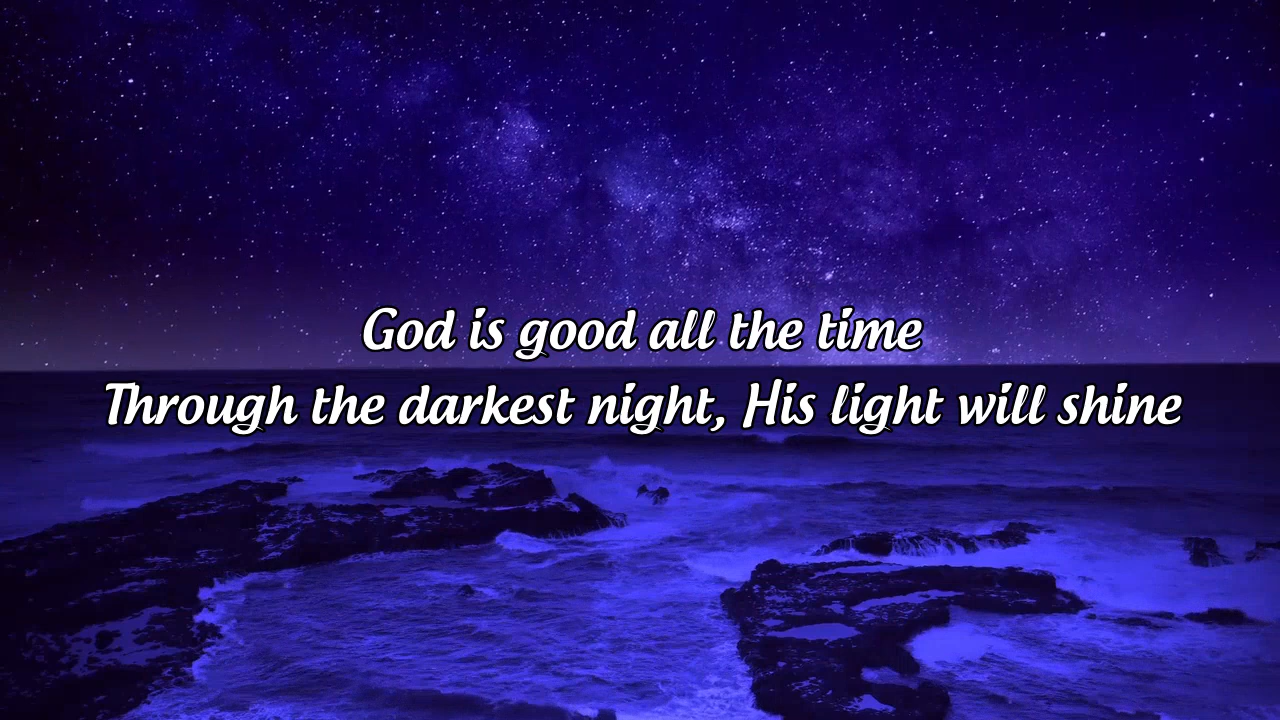 God is good all the time
Through the darkest night, His light will shine